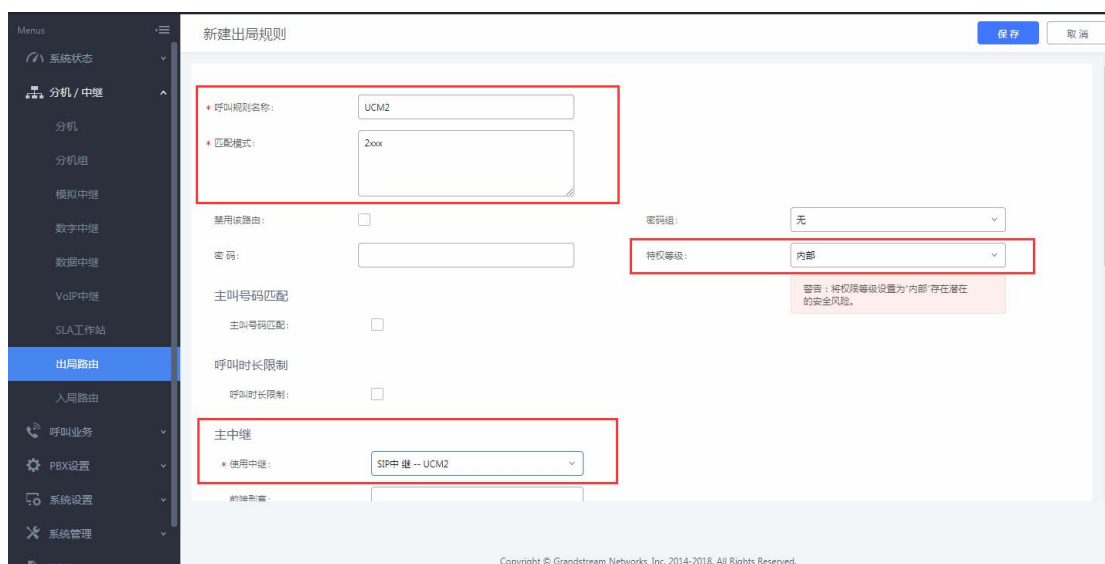 Menus
新建出局规则
保存
取消
系统状态
分机 / 中继
分机
分机组
模拟中继
数字中继
数据中继
VoIP中继
SLA工作站
出局路由
入局路由
呼叫业务
PBX设置
系统设置
系统管理
* 呼叫规则名称:
UCM2
* 匹配模式:
2xxx
禁用该路由:
密码组:
无
密 码:
特权等级:
内部
警告:将权限等级设置为"内部"存在潜在
的安全风险。
主叫号码匹配
主叫号码匹配:
呼叫时长限制
呼叫时长限制:
主中继
* 使用中继:
SIP中 继 -- UCM2
Copyright © Grandstream Networks, Inc. 2014-2018. All Rights Reserved.